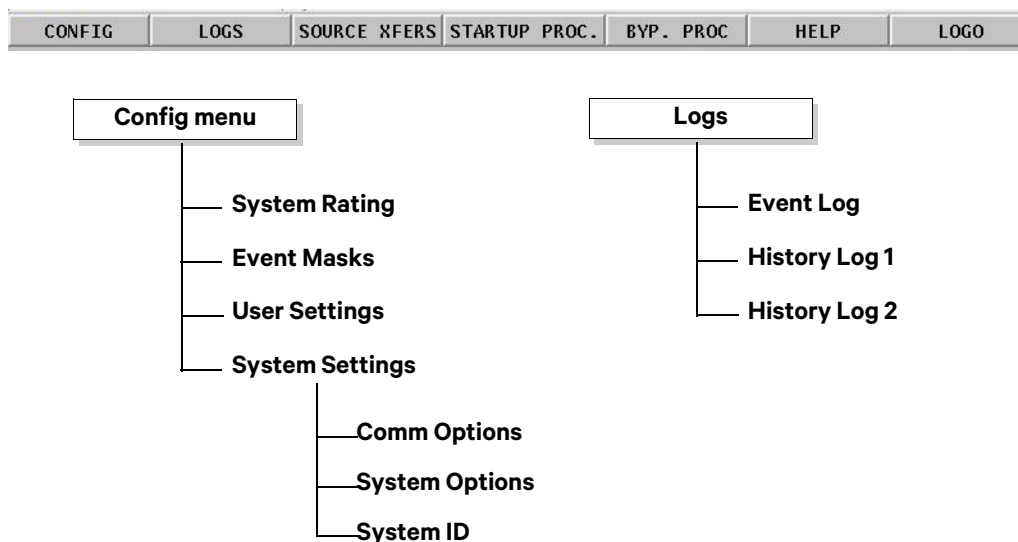 CONFIG LOGS SOURCE XFERS STARTUP PROC. BYP. PROC HELP LOGO
Config menu
System Rating
Event Masks
User Settings
System Settings
Comm Options
System Options
System ID
Logs
Event Log
History Log 1
History Log 2